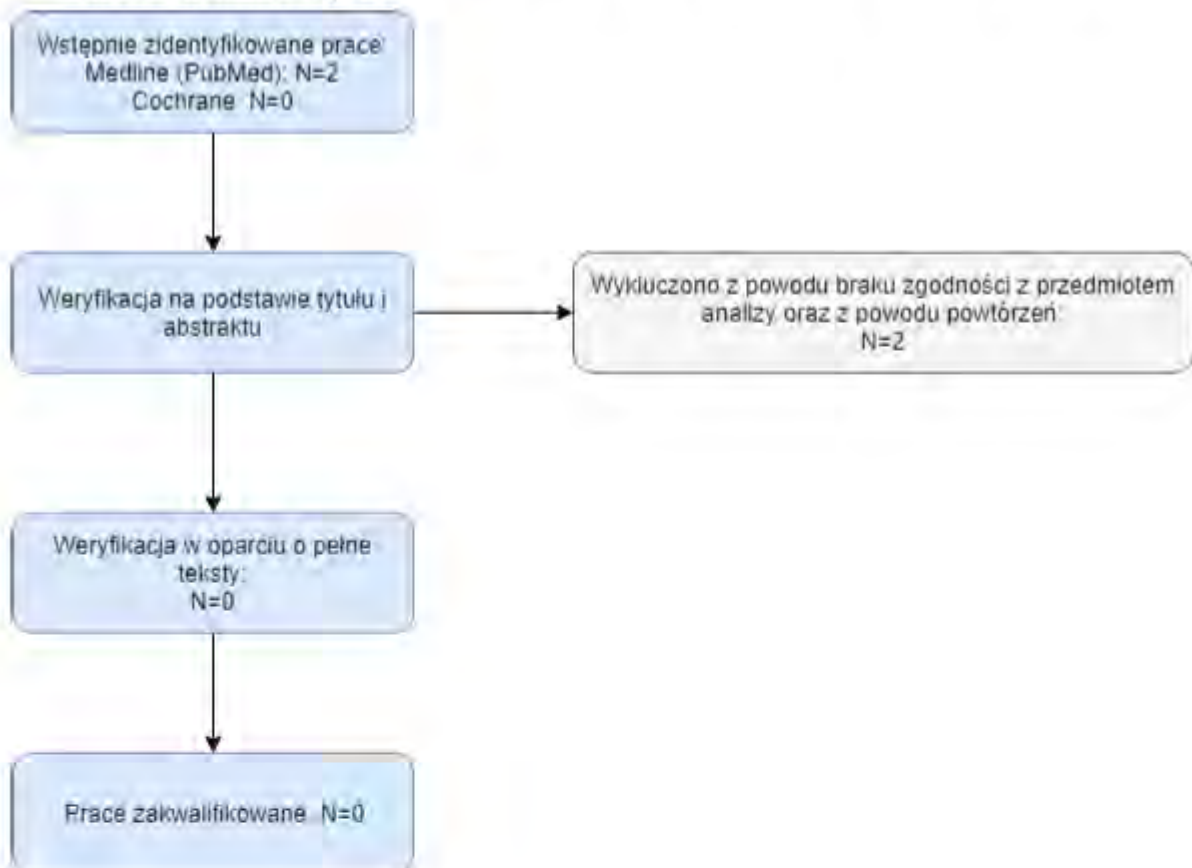 Wstępnie zidentyfikowane prace:
Medline (PubMed): N=2
Cochrane: N=0
Weryfikacja na podstawie tytułu i
abstraktu
Wykluczono z powodu braku zgodności z przedmiotem
analizy oraz z powodu powtórzeń:
N=2
Weryfikacja w oparciu o pełne
teksty:
N=0
Prace zakwalifikowane: N=0